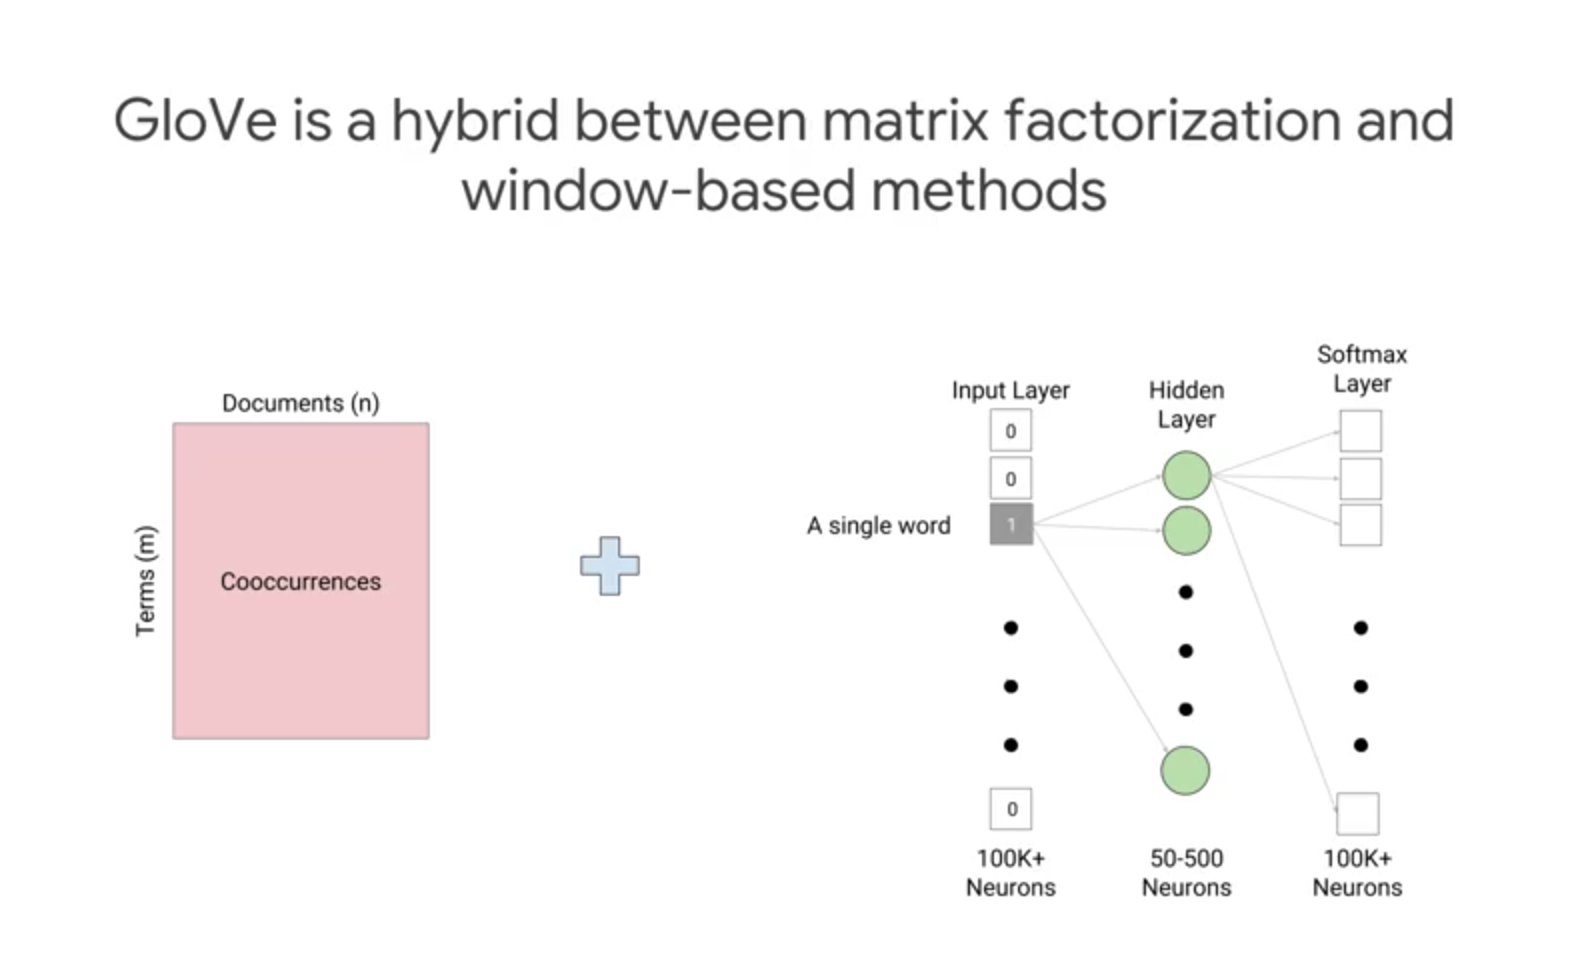 GloVe is a hybrid between matrix factorization and
window-based methods
Documents (n)
Terms (m)
Cooccurrences
Input Layer
Hidden
Layer
Softmax
Layer
0
0
A single word
1
0
100K+
Neurons
50-500
Neurons
100K+
Neurons